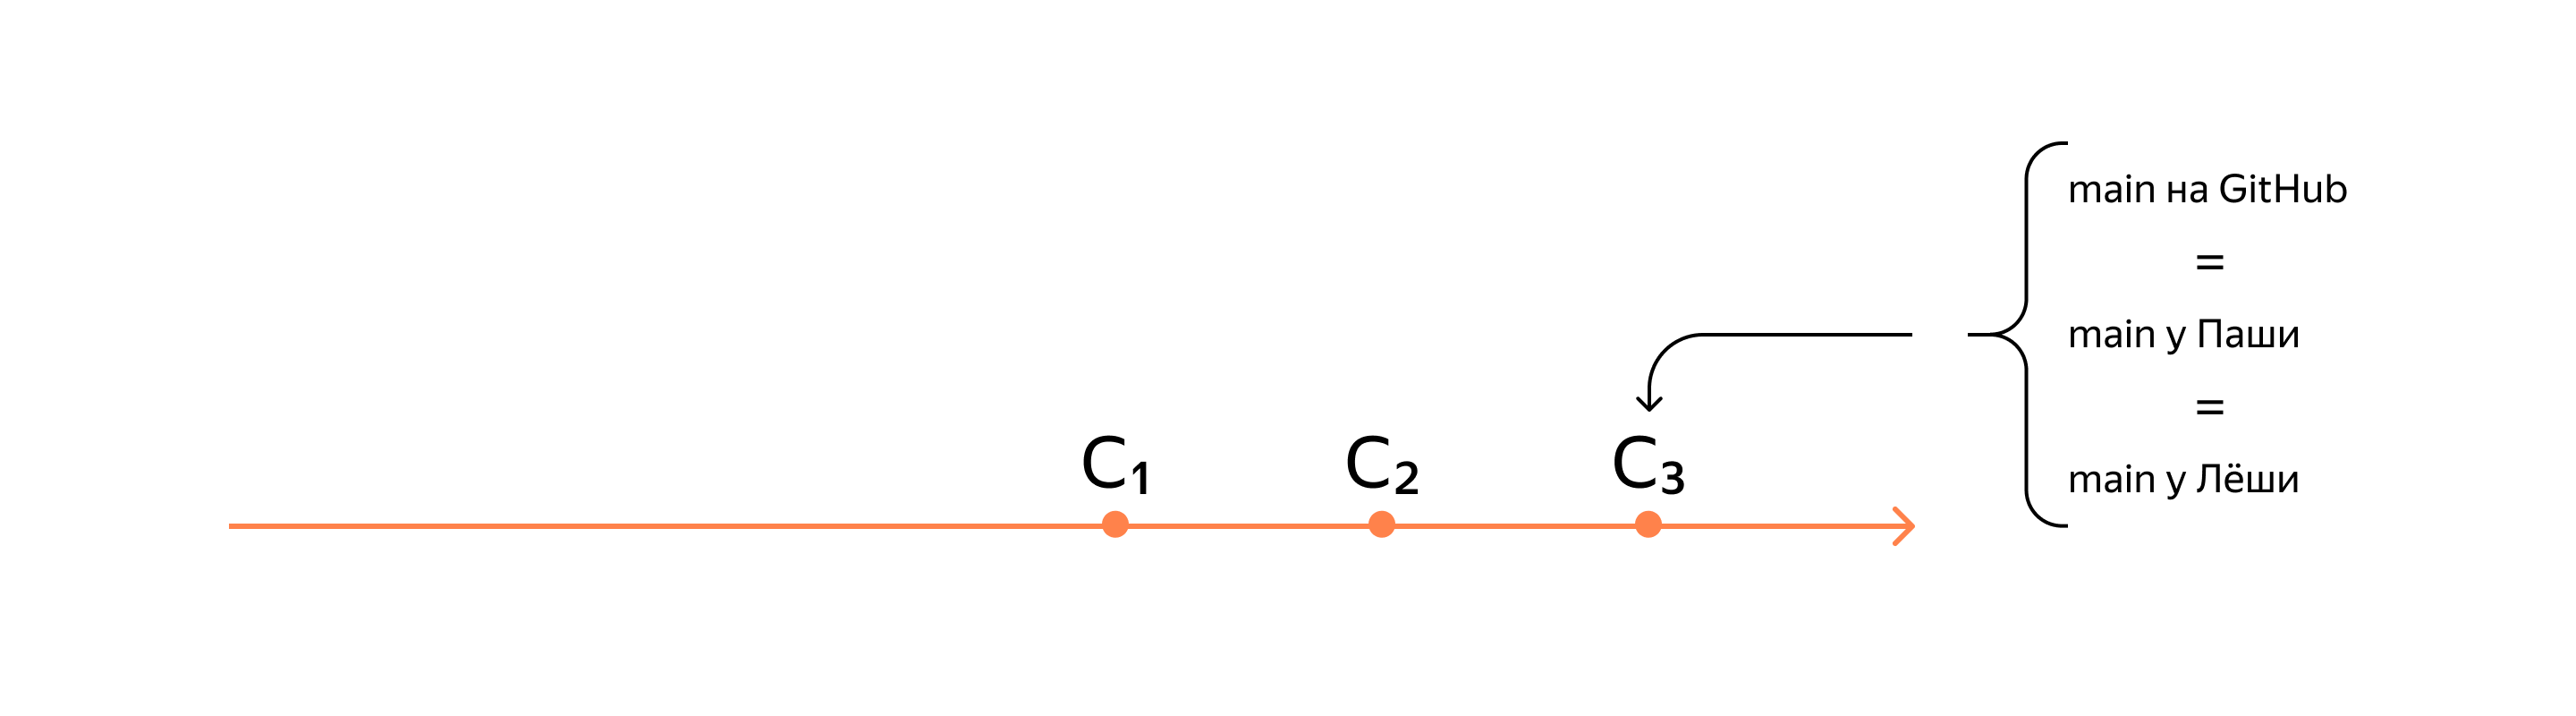 main на GitHub
=
main у Паши
=
main у Лёши
C₁ C₂ C₃